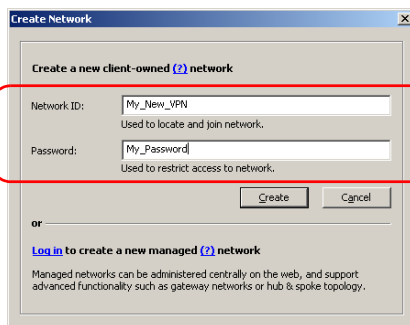 Create Network
Create a new client-owned (?) network
Network ID: My_New_VPN
Used to locate and join network.
Password: My_Password
Used to restrict access to network.
Create Cancel
or
Log in to create a new managed (?) network
Managed networks can be administered centrally on the web, and support
advanced functionality such as gateway networks or hub & spoke topology.